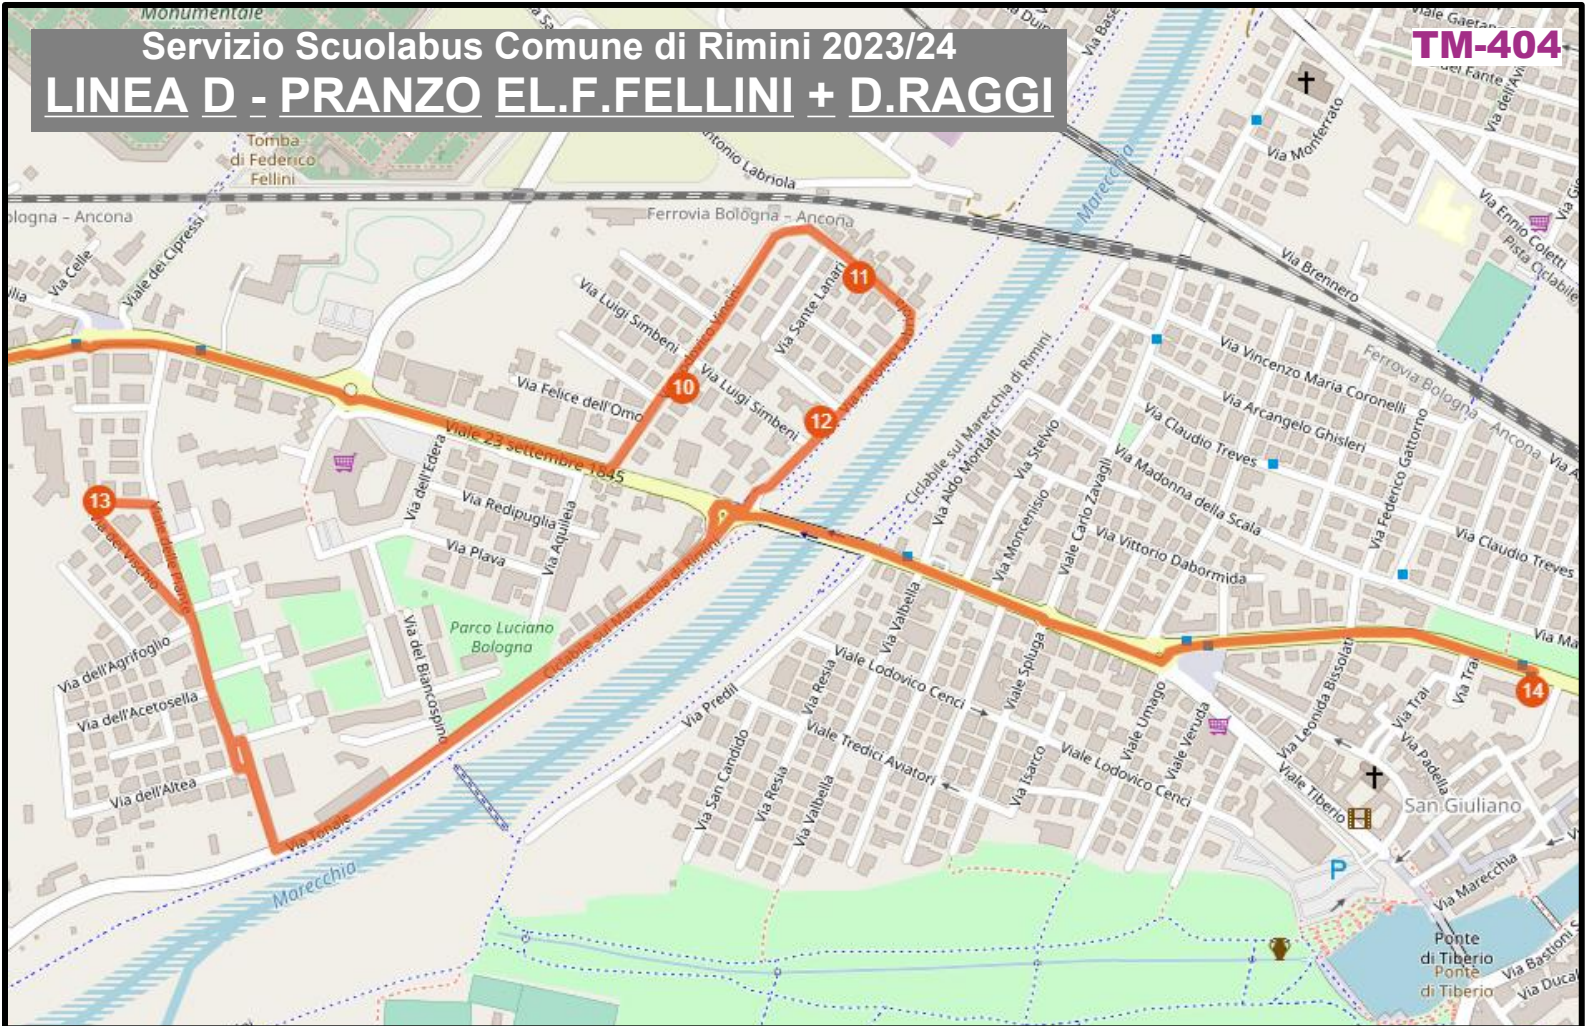 Monumentale
Servizio Scuolabus Comune di Rimini 2023/24
LINEA D - PRANZO EL.F.FELLINI + D.RAGGI
TM-404
Tomba
di Federico
Fellini
Antonio Labriola
Via Monferrato
Via Ennio Coletti
Pista Ciclabile
ologna - Ancona
Ferrovia Bologna - Ancona
Marecchia
Via Celle
Viale dei Cipressi
Via Brennero
Via Luigi Simbeni
Via Sante Lanari
11
10
Via Luigi Simbeni
12
Via Felice dell'Omo
Viale 23 settembre 1845
Ciclabile sul Marecchia di Rimini
Via Vincenzo Maria Coronelli
Ferrovia Bologna - Ancona
Via Arcangelo Ghisleri
Via Claudio Treves
Via Madonna della Scala
Via Federico Gattorno
Via Claudio Treves
Via Aldo Montalti
Via Stelvio
Via Moncenisio
Viale Carlo Zavagli
Via Vittorio Dabormida
13
Via del Vischio
Viale delle Piante
Via dell'Edera
Via Redipuglia
Via Plava
Via Aquileia
Ciclabile sul Marecchia di Rimini
Via dell'Agrifoglio
Via dell'Acetosella
Via dell'Altea
Via del Biancospino
Parco Luciano
Bologna
Via Tonale
Marecchia
Via Valbella
Viale Lodovico Cenci
Via Resia
Via Predil
Viale Spluga
Viale Tredici Aviatori
Via San Candido
Via Resia
Via Valbella
Via Isarco
Viale Lodovico Cenci
Viale Umago
Viale Veruda
Via Leonida Bissolati
Viale Tiberio
Via Trai
Via Trai
14
Via Padella
San Giuliano
P
Via Marecchia
Ponte
di Tiberio
Ponte
di Tiberio
Via Bastioni S
Via Ducale